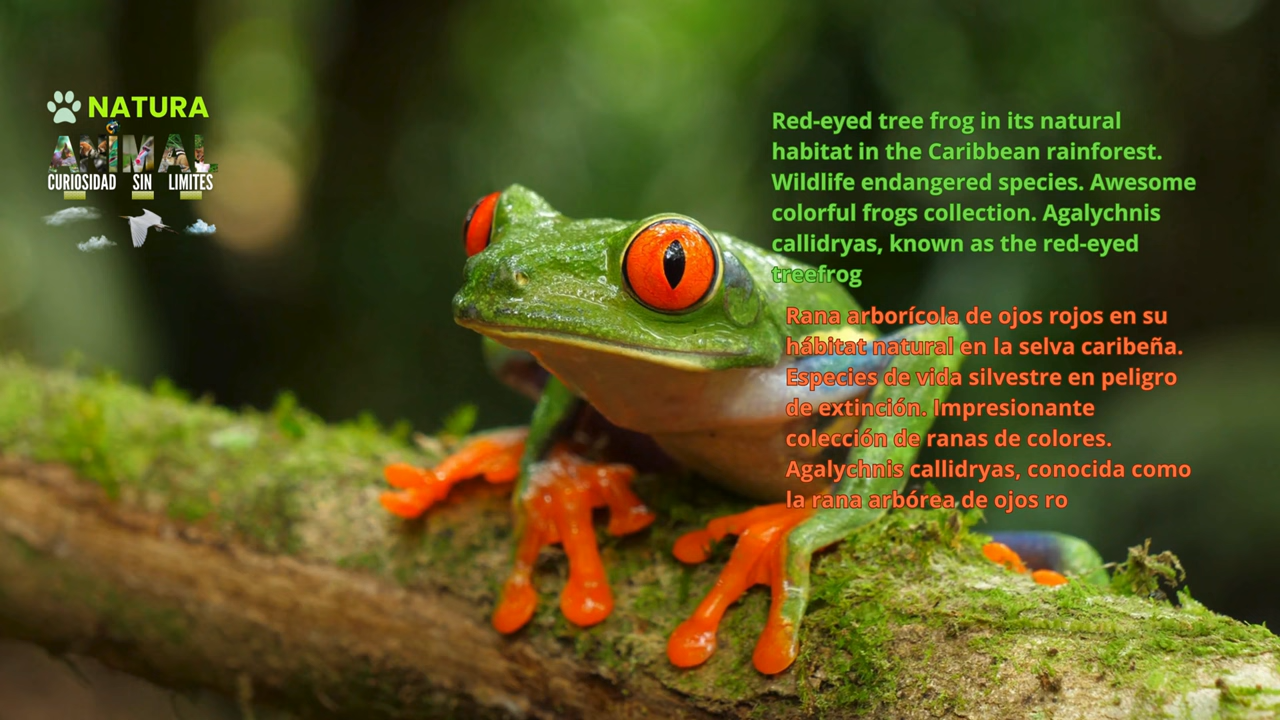 NATURA
ANIMAL
CURIOSIDAD SIN LIMITES
Red-eyed tree frog in its natural
habitat in the Caribbean rainforest.
Wildlife endangered species. Awesome
colorful frogs collection. Agalychnis
callidryas, known as the red-eyed
treefrog
Rana arborícola de ojos rojos en su
hábitat natural en la selva caribeña.
Especies de vida silvestre en peligro
de extinción. Impresionante
colección de ranas de colores.
Agalychnis callidryas, conocida como
la rana arbórea de ojos ro